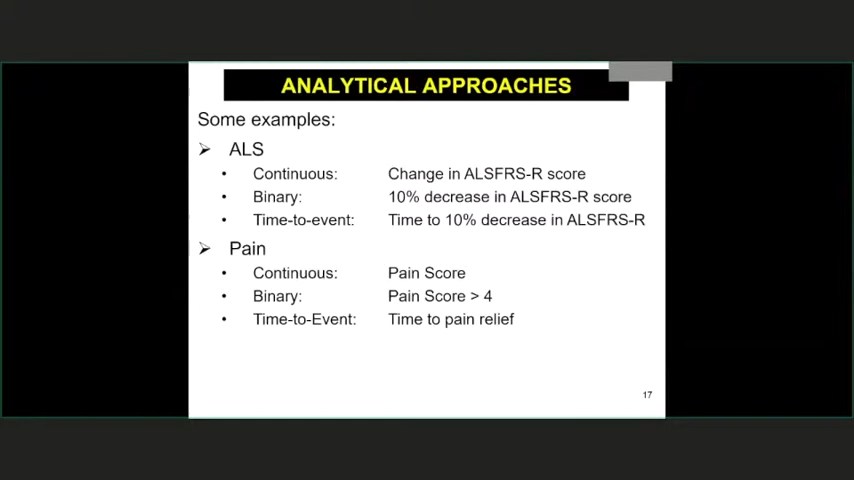 ANALYTICAL APPROACHES
Some examples:
➢ ALS
• Continuous: Change in ALSFRS-R score
• Binary: 10% decrease in ALSFRS-R score
• Time-to-event: Time to 10% decrease in ALSFRS-R
➢ Pain
• Continuous: Pain Score
• Binary: Pain Score > 4
• Time-to-Event: Time to pain relief
17